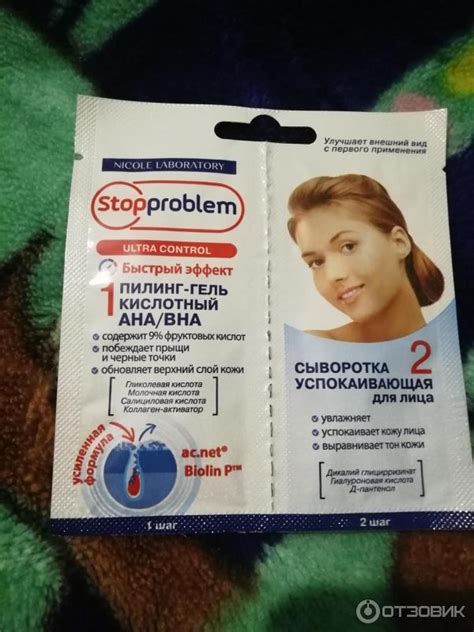 NICOLE LABORATORY
Stopproblem
ULTRA CONTROL
Быстрый эффект
1 ПИЛИНГ-ГЕЛЬ
КИСЛОТНЫЙ
AHA/BHA
содержит 9% фруктовых кислот
побеждает прыщи
и черные точки
обновляет верхний слой кожи
Гликолевая кислота
Молочная кислота
Салициловая кислота
Коллаген-активатор
усиленная
формула
ac.net®
Biolin P™
1 шаг
Улучшает внешний вид
с первого применения
СЫВОРОТКА 2
УСПОКАИВАЮЩАЯ
для лица
увлажняет
успокаивает кожу лица
выравнивает тон кожи
Дикалий глицирризинат
Гиалуроновая кислота
Д-пантенол
2 шаг
ОТЗОВИК